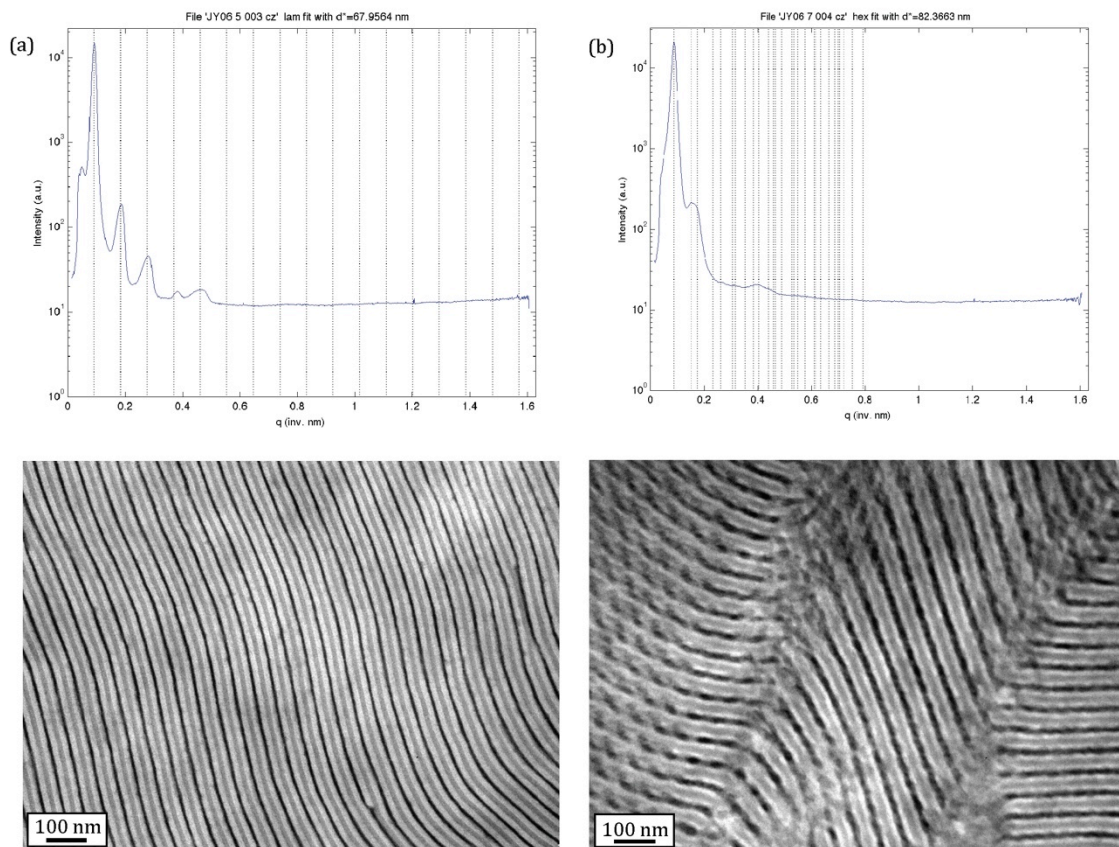 File 'JY06 5 003 cz' lam fit with d*=67.9564 nm
(a)
10⁴
10³
10²
10¹
10⁰
Intensity (a.u.)
0 0.2 0.4 0.6 0.8 1 1.2 1.4 1.6
q (inv. nm)
File 'JY06 7 004 cz' hex fit with d*=82.3663 nm
(b)
10⁴
10³
10²
10¹
10⁰
Intensity (a.u.)
0 0.2 0.4 0.6 0.8 1 1.2 1.4 1.6
q (inv. nm)
100 nm
100 nm